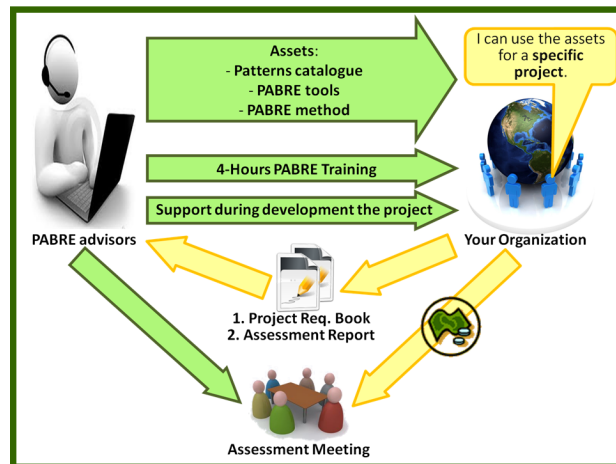 Assets:
- Patterns catalogue
- PABRE tools
- PABRE method
I can use the assets
for a specific
project.
4-Hours PABRE Training
Support during development the project
PABRE advisors
Your Organization
1. Project Req. Book
2. Assessment Report
Assessment Meeting